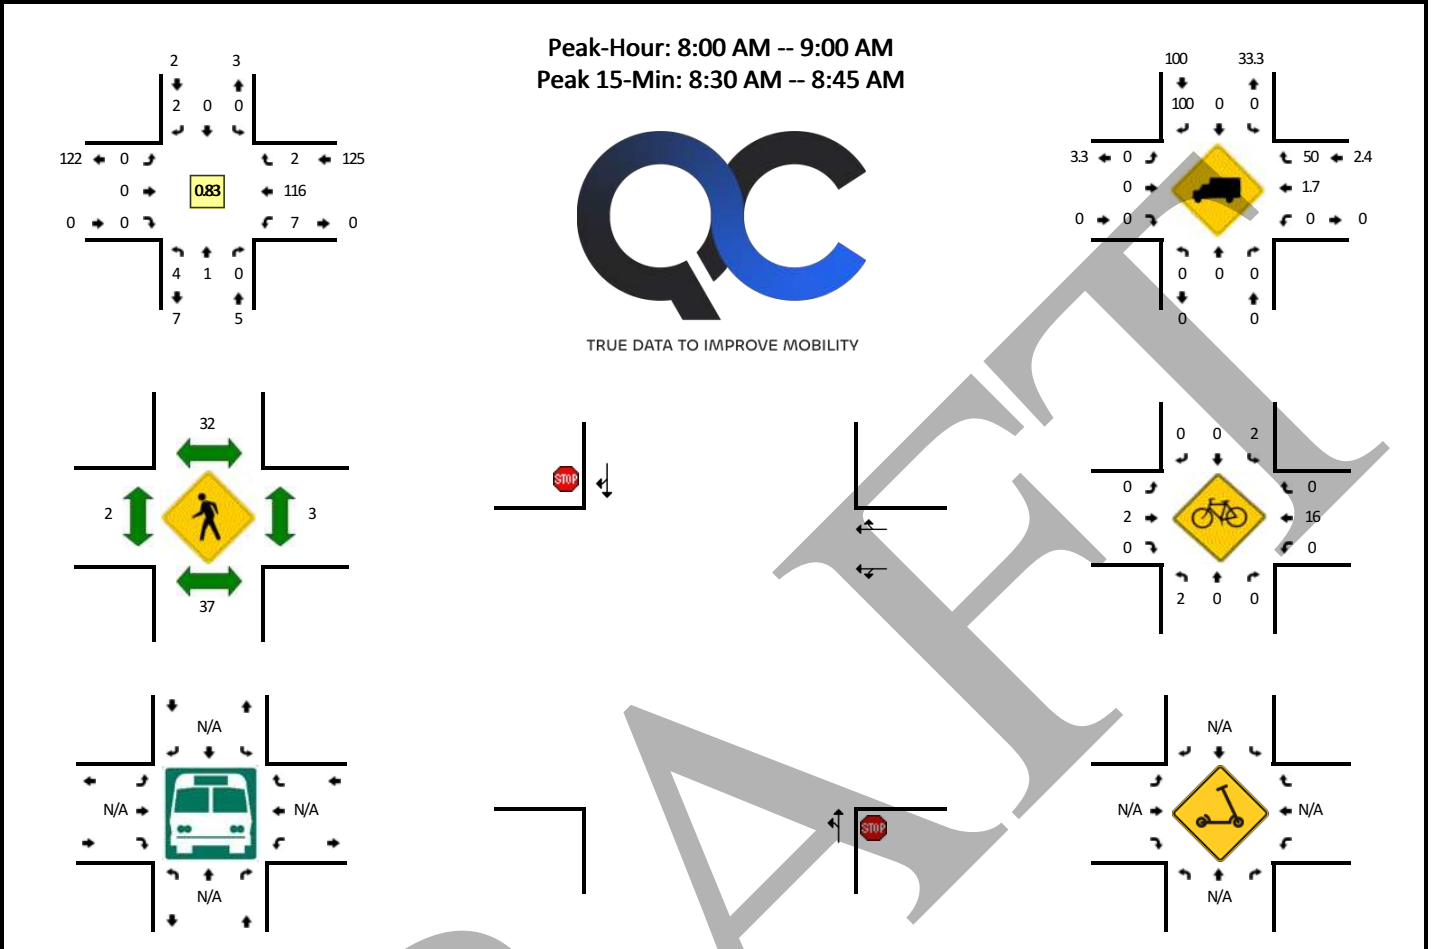 Peak-Hour: 8:00 AM -- 9:00 AM
Peak 15-Min: 8:30 AM -- 8:45 AM
2 3
2 0 0
122 0 2 125
0 0.83 116
0 0 7 0
4 1 0
7 5
QC
TRUE DATA TO IMPROVE MOBILITY
100 33.3
100 0 0
3.3 0 50 2.4
0 1.7
0 0 0 0
0 0 0
0 0
32
2 3
37
STOP
STOP
0 0 2
0 0
2 16
0 0
2 0 0
N/A
N/A N/A
N/A
N/A
N/A N/A
N/A
DRAFT